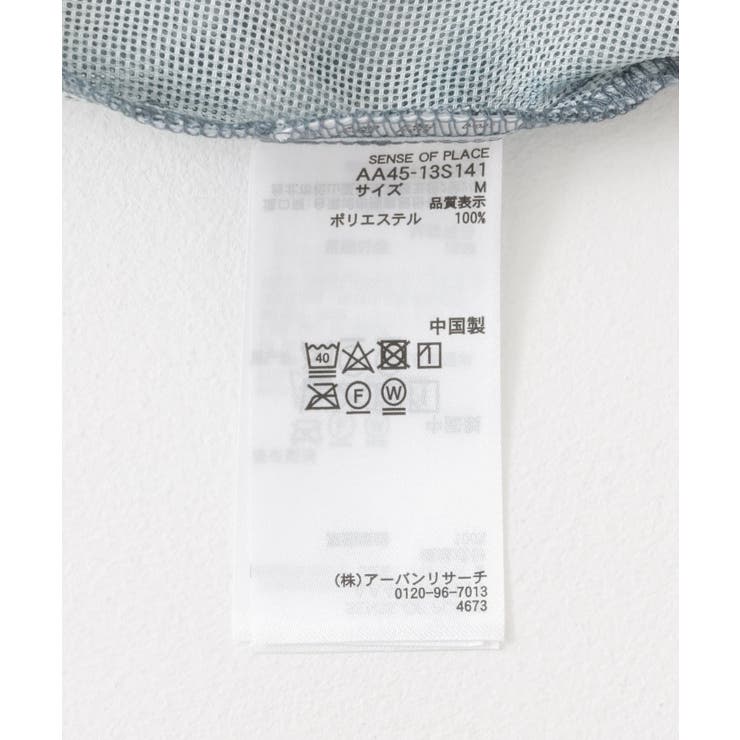 SENSE OF PLACE
AA45-13S141
サイズ M
品質表示
ポリエステル 100%
中国製
40
F W
(株)アーバンリサーチ
0120-96-7013
4673